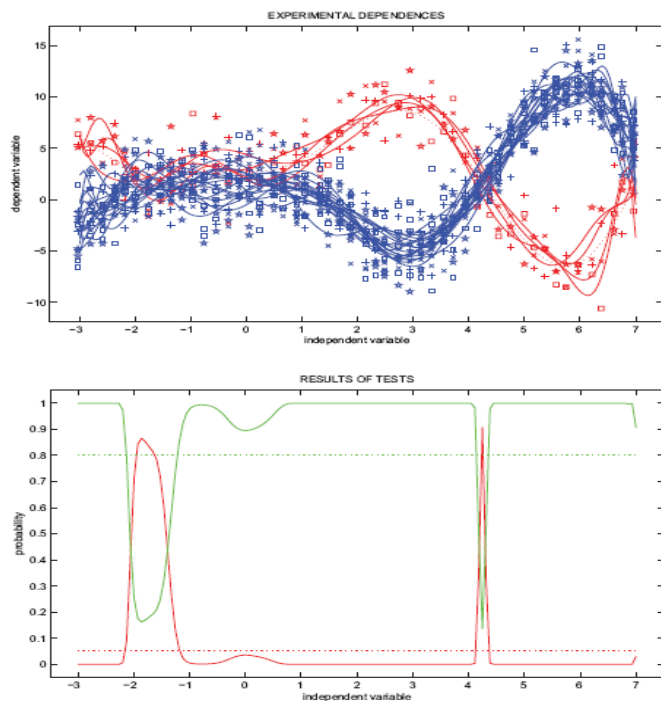 EXPERIMENTAL DEPENDENCES
15
10
5
0
−5
−10
dependent variable
−3 −2 −1 0 1 2 3 4 5 6 7
independent variable
RESULTS OF TESTS
1
0.9
0.8
0.7
0.6
0.5
0.4
0.3
0.2
0.1
0
probability
−3 −2 −1 0 1 2 3 4 5 6 7
independent variable